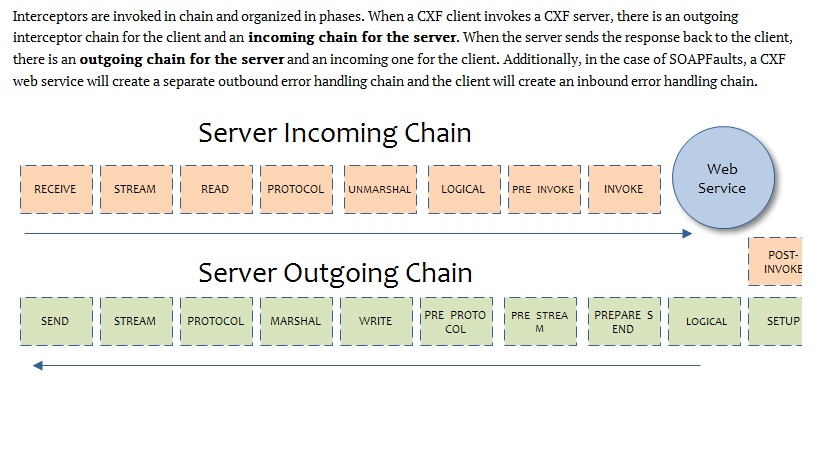 Interceptors are invoked in chain and organized in phases. When a CXF client invokes a CXF server, there is an outgoing
interceptor chain for the client and an incoming chain for the server. When the server sends the response back to the client,
there is an outgoing chain for the server and an incoming one for the client. Additionally, in the case of SOAPFaults, a CXF
web service will create a separate outbound error handling chain and the client will create an inbound error handling chain.
Server Incoming Chain
RECEIVE
STREAM
READ
PROTOCOL
UNMARSHAL
LOGICAL
PRE INVOKE
INVOKE
Web
Service
POST-
INVOKE
Server Outgoing Chain
SEND
STREAM
PROTOCOL
MARSHAL
WRITE
PRE PROTO
COL
PRE STREA
M
PREPARE S
END
LOGICAL
SETUP